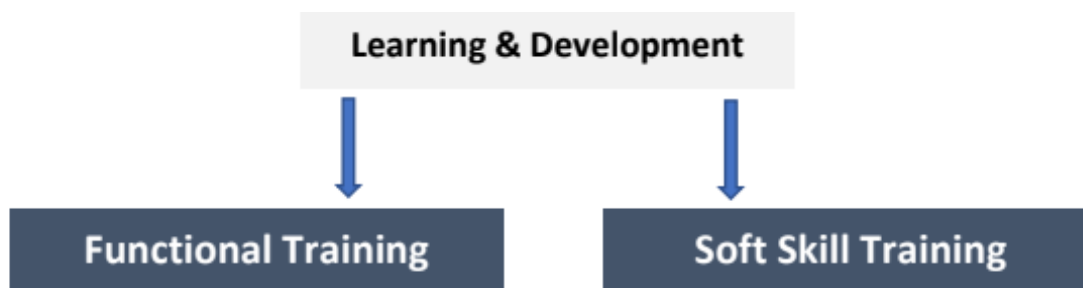 Learning & Development
Functional Training
Soft Skill Training